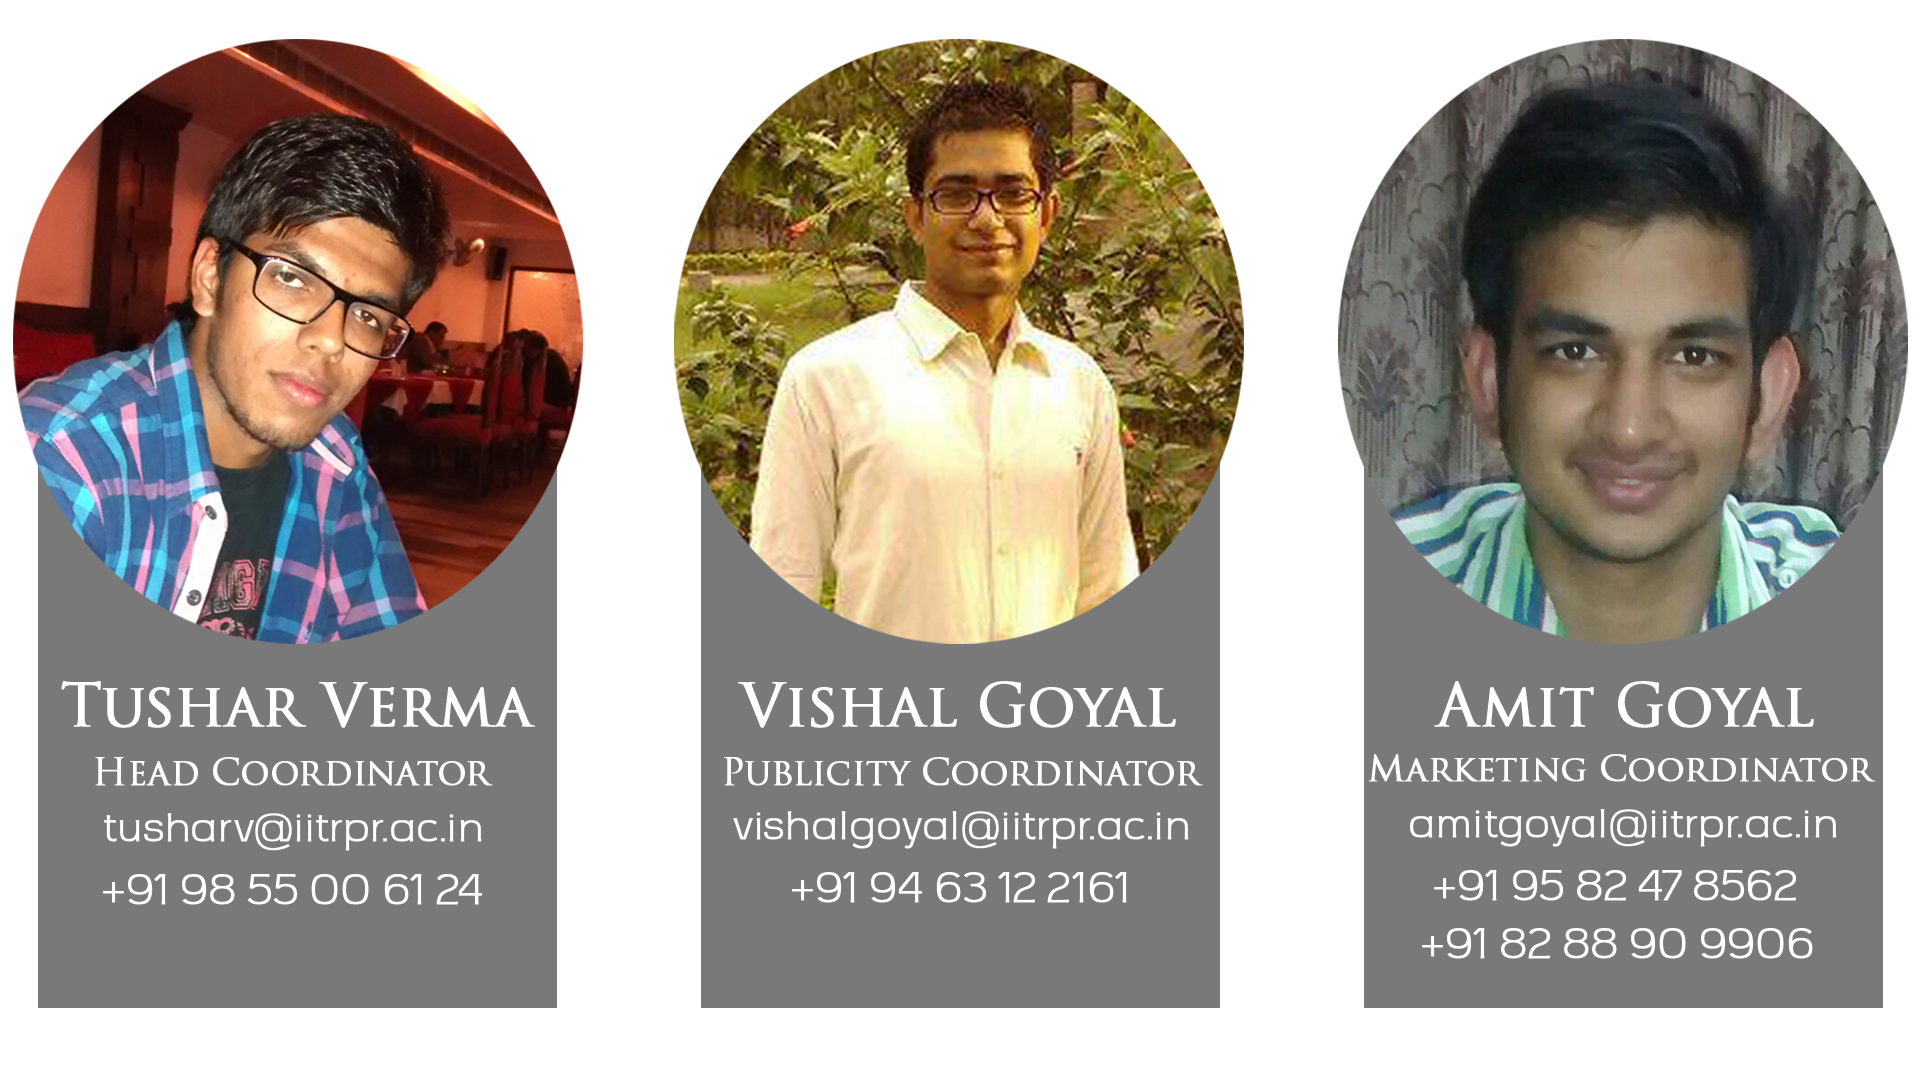 Tushar Verma
Head Coordinator
tusharv@iitrpr.ac.in
+91 98 55 00 61 24
Vishal Goyal
Publicity Coordinator
vishalgoyal@iitrpr.ac.in
+91 94 63 12 2161
Amit Goyal
Marketing Coordinator
amitgoyal@iitrpr.ac.in
+91 95 82 47 8562
+91 82 88 90 9906